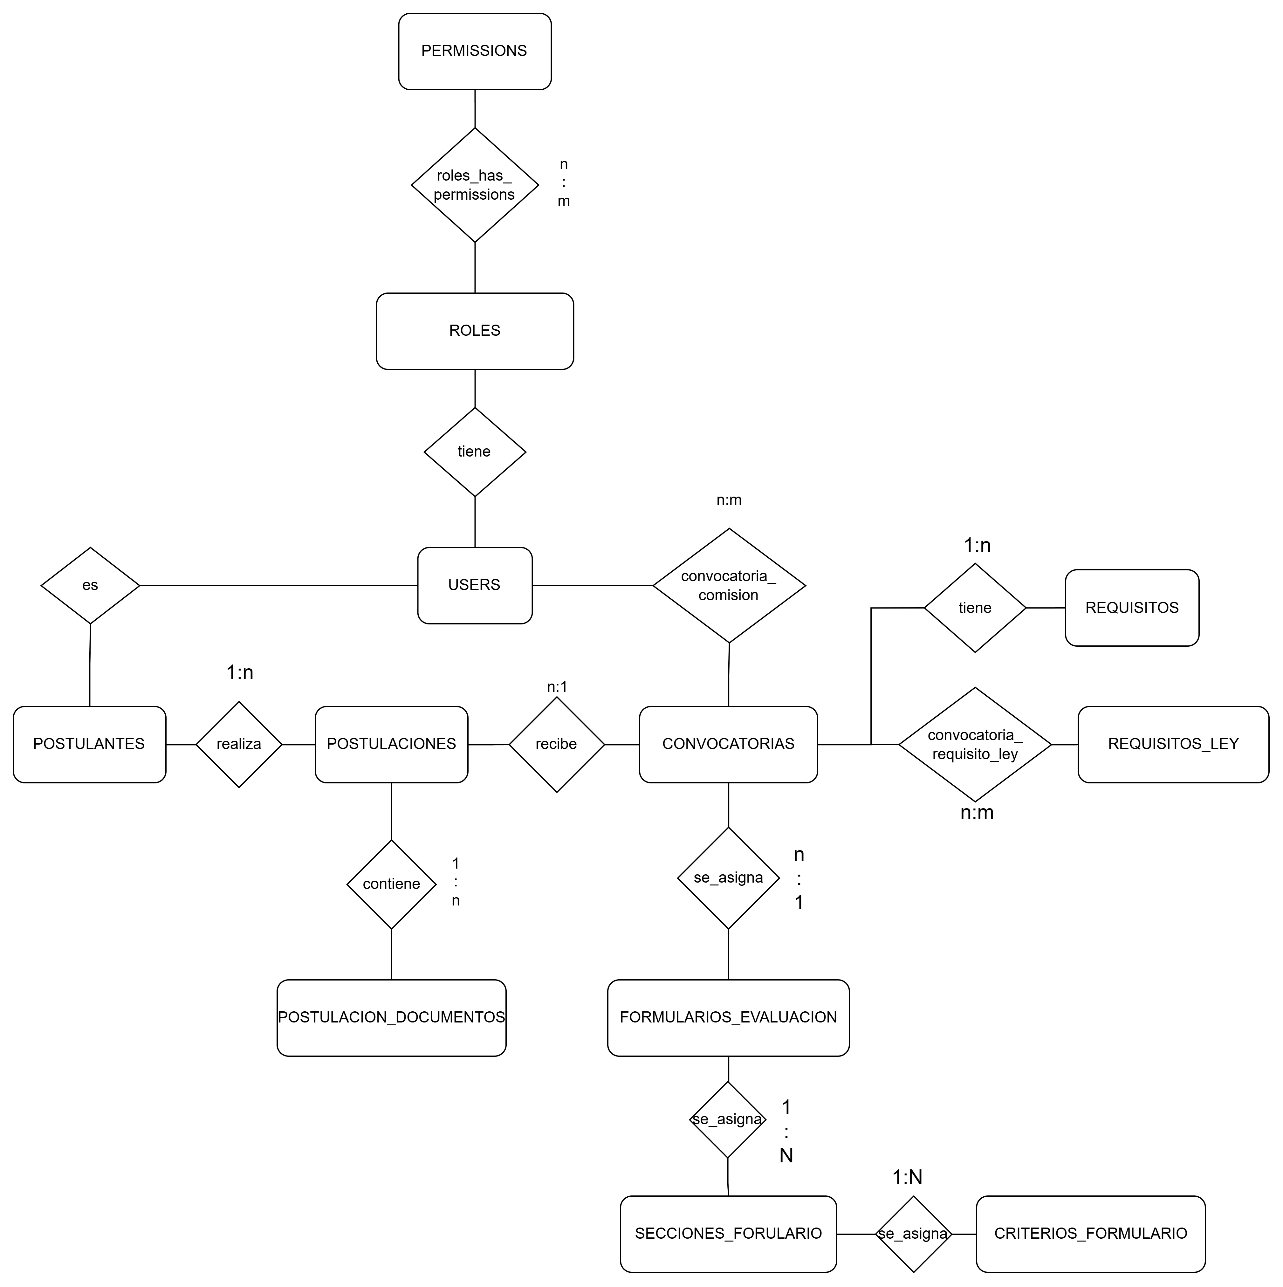 PERMISSIONS
roles_has_
permissions
n
:
m
ROLES
tiene
n:m
es
USERS
convocatoria_
comision
1:n
tiene
REQUISITOS
1:n
n:1
POSTULANTES
realiza
POSTULACIONES
recibe
CONVOCATORIAS
convocatoria_
requisito_ley
REQUISITOS_LEY
n:m
contiene
1
:
n
se_asigna
n
:
1
POSTULACION_DOCUMENTOS
FORMULARIOS_EVALUACION
se_asigna
1
:
N
1:N
SECCIONES_FORULARIO
se_asigna
CRITERIOS_FORMULARIO